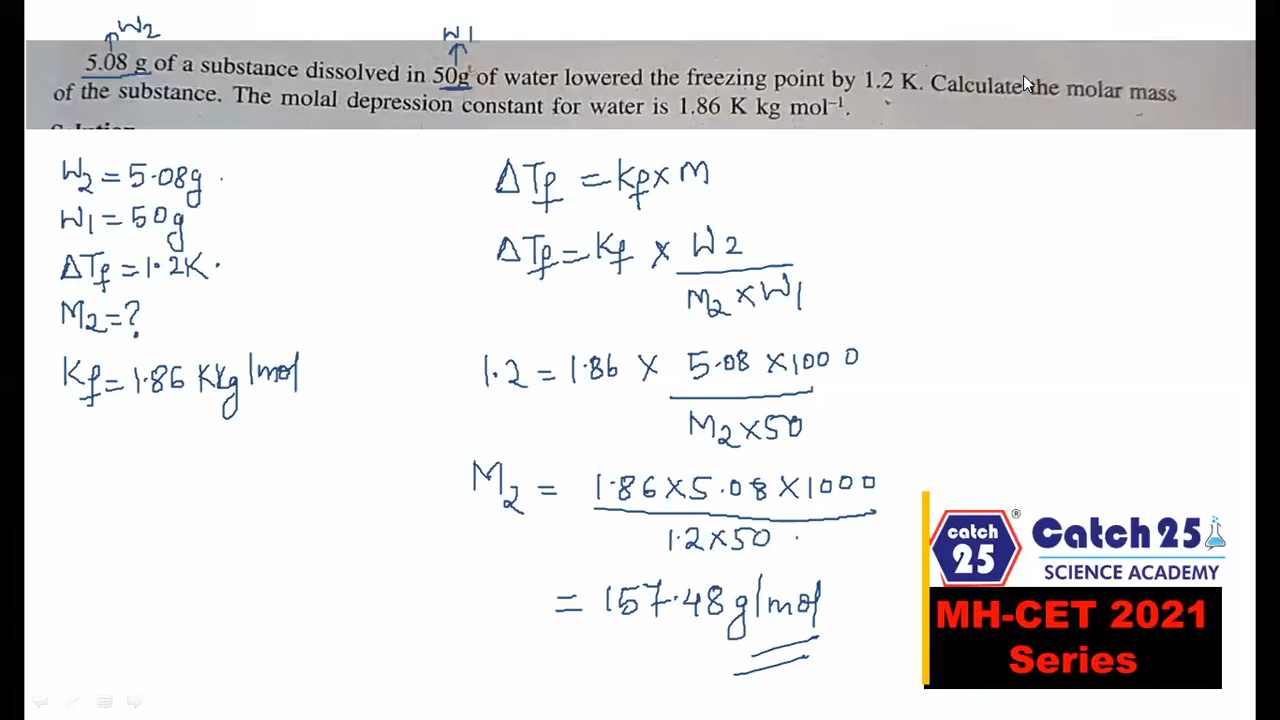 W2
W1
5.08 g of a substance dissolved in 50g of water lowered the freezing point by 1.2 K. Calculate the molar mass
of the substance. The molal depression constant for water is 1.86 K kg mol⁻¹.
W₂ = 5.08g
W1 = 50g
ΔTf = 1.2K
M₂ = ?
Kf = 1.86 KKg/mol
ΔTf = Kf × m
ΔTf = Kf × W2
M₂ × W1
1.2 = 1.86 × 5.08 × 1000
M₂ × 50
M₂ = 1.86 × 5.08 × 1000
1.2 × 50
= 157.48 g/mol
catch
25
®
Catch 25
SCIENCE ACADEMY
MH-CET 2021
Series